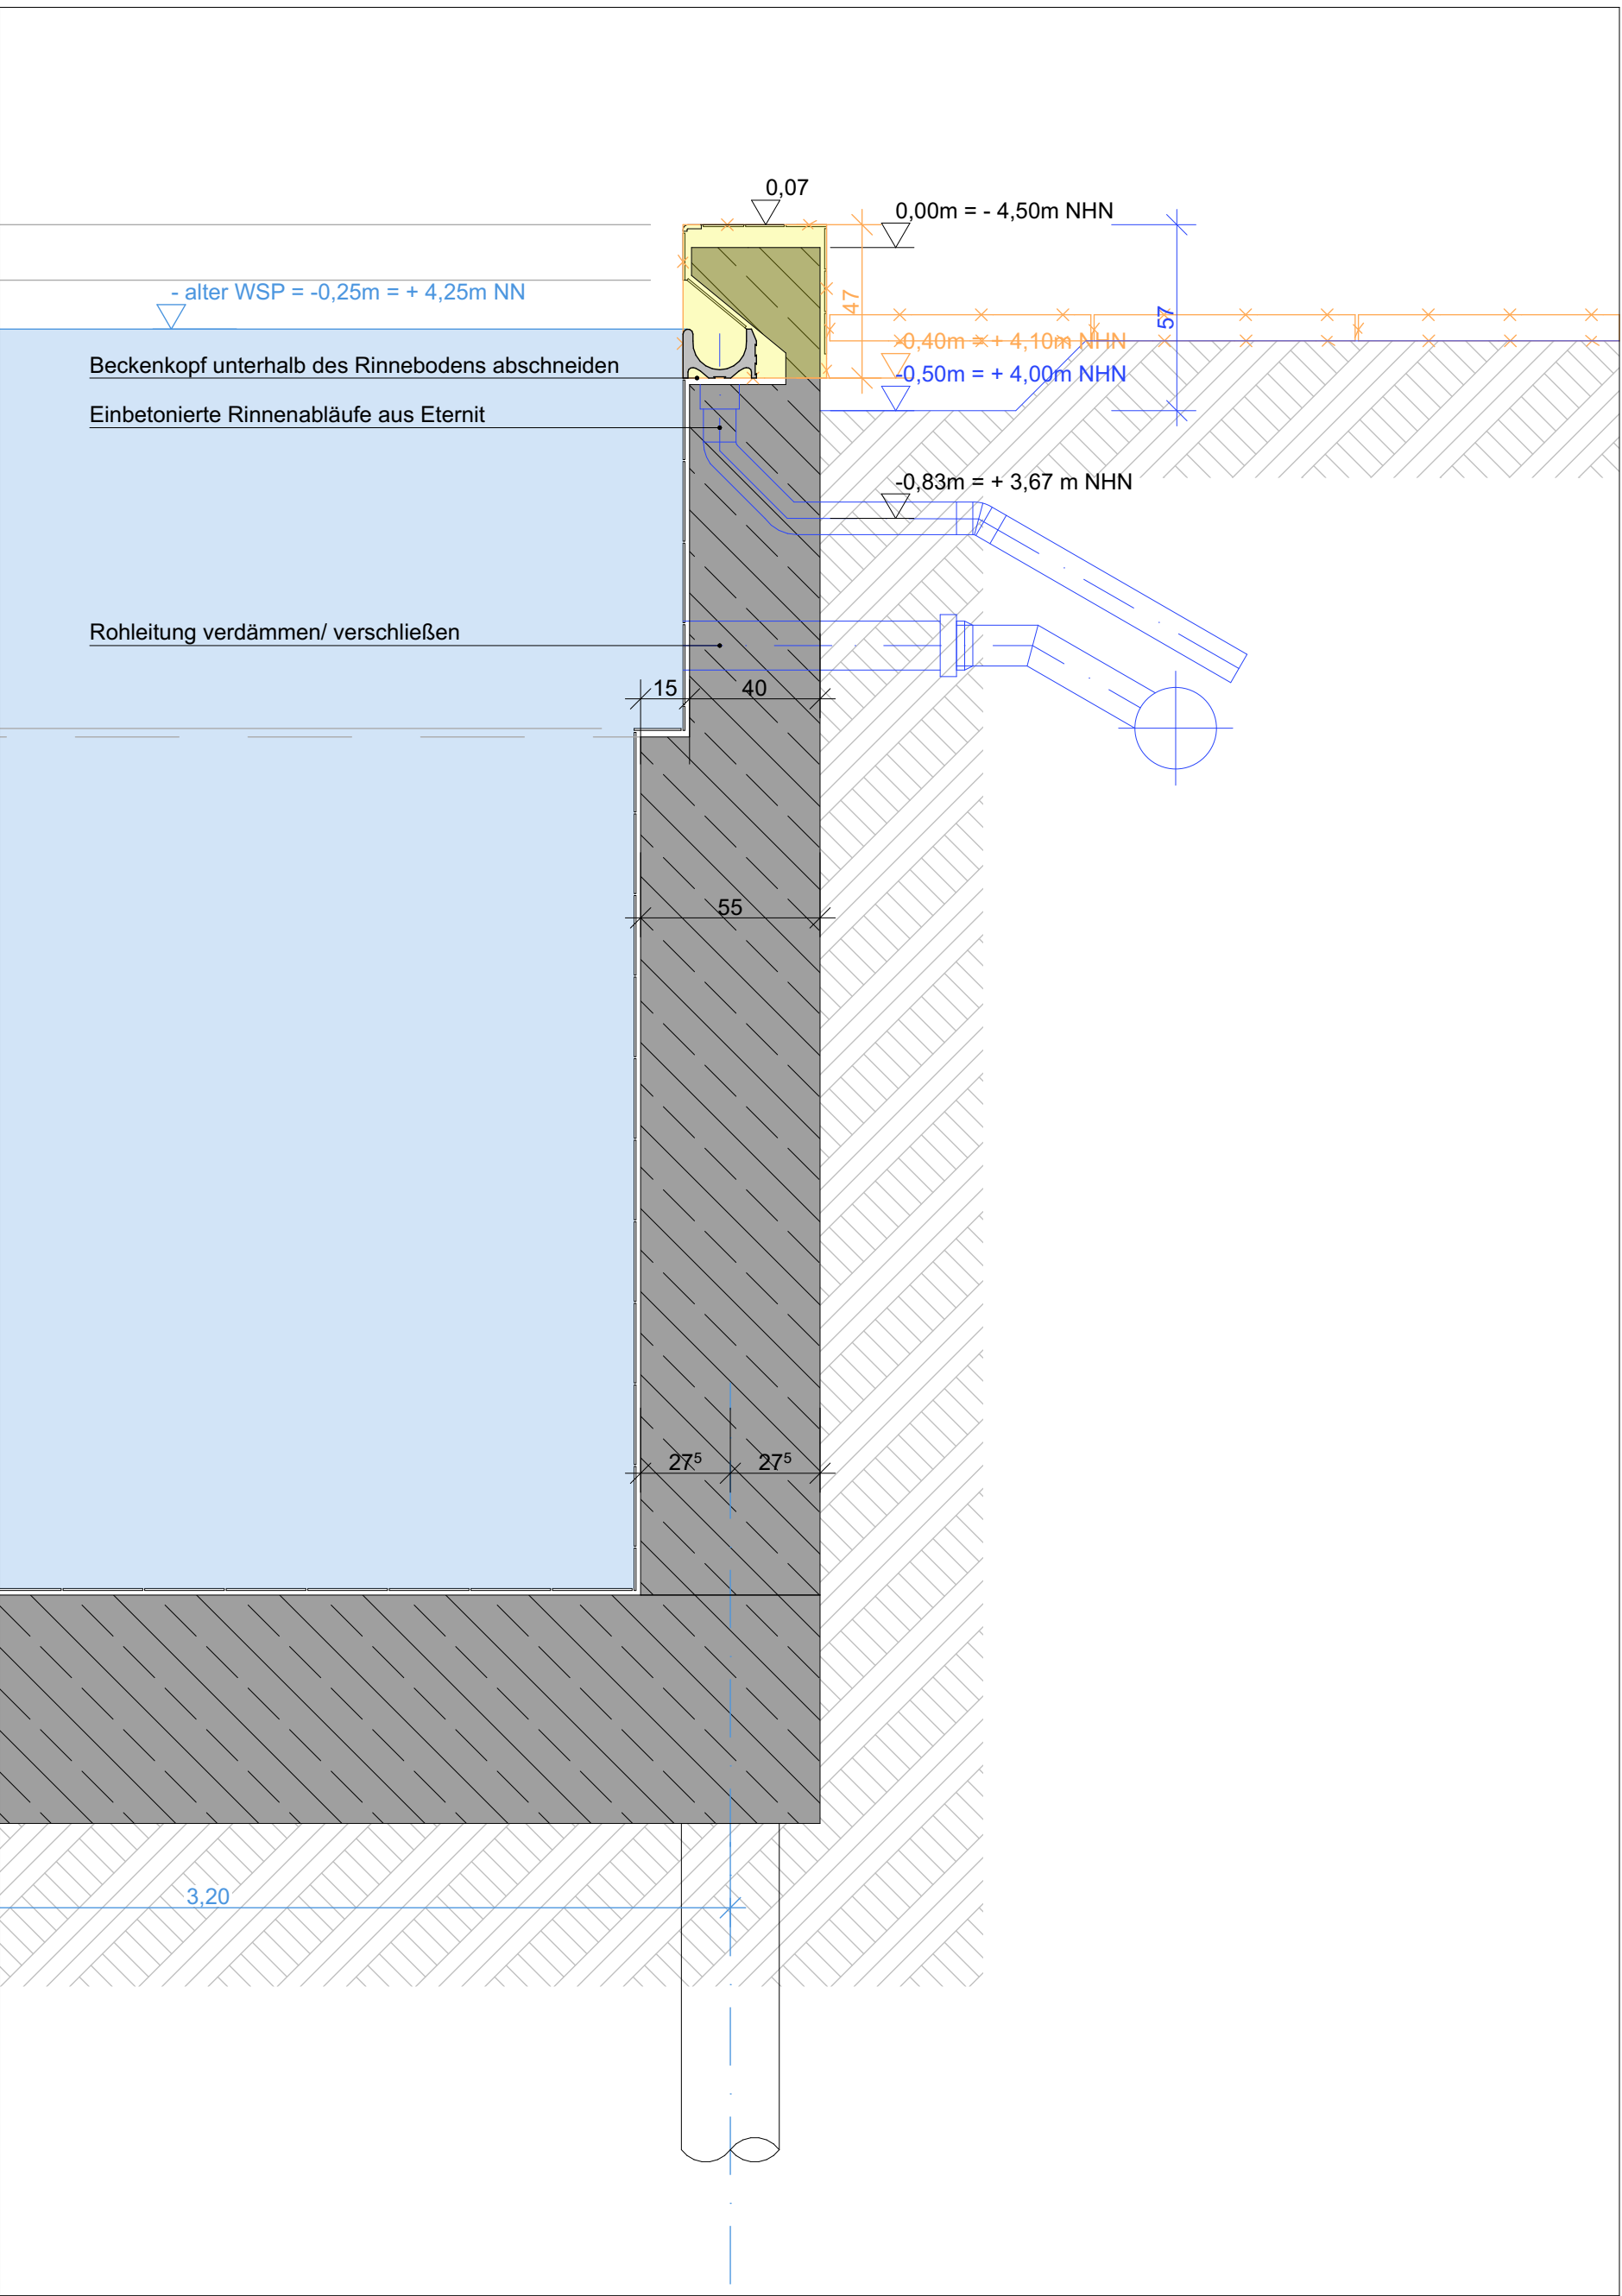 0,07
0,00m = - 4,50m NHN
- alter WSP = -0,25m = + 4,25m NN
47
57
-0,40m = + 4,10m NHN
Beckenkopf unterhalb des Rinnebodens abschneiden
-0,50m = + 4,00m NHN
Einbetonierte Rinnenabläufe aus Eternit
-0,83m = + 3,67 m NHN
Rohleitung verdämmen/ verschließen
15
40
55
27⁵
27⁵
3,20